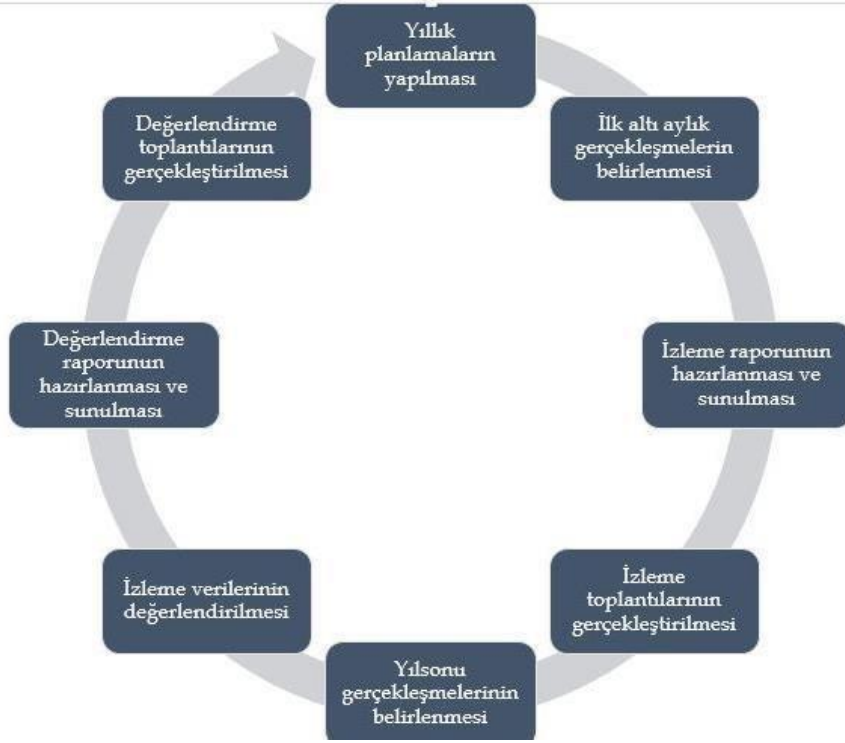 Yıllık
planlamaların
yapılması
İlk altı aylık
gerçekleşmelerin
belirlenmesi
İzleme raporunun
hazırlanması ve
sunulması
İzleme
toplantılarının
gerçekleştirilmesi
Yılsonu
gerçekleşmelerinin
belirlenmesi
İzleme verilerinin
değerlendirilmesi
Değerlendirme
raporunun
hazırlanması ve
sunulması
Değerlendirme
toplantılarının
gerçekleştirilmesi